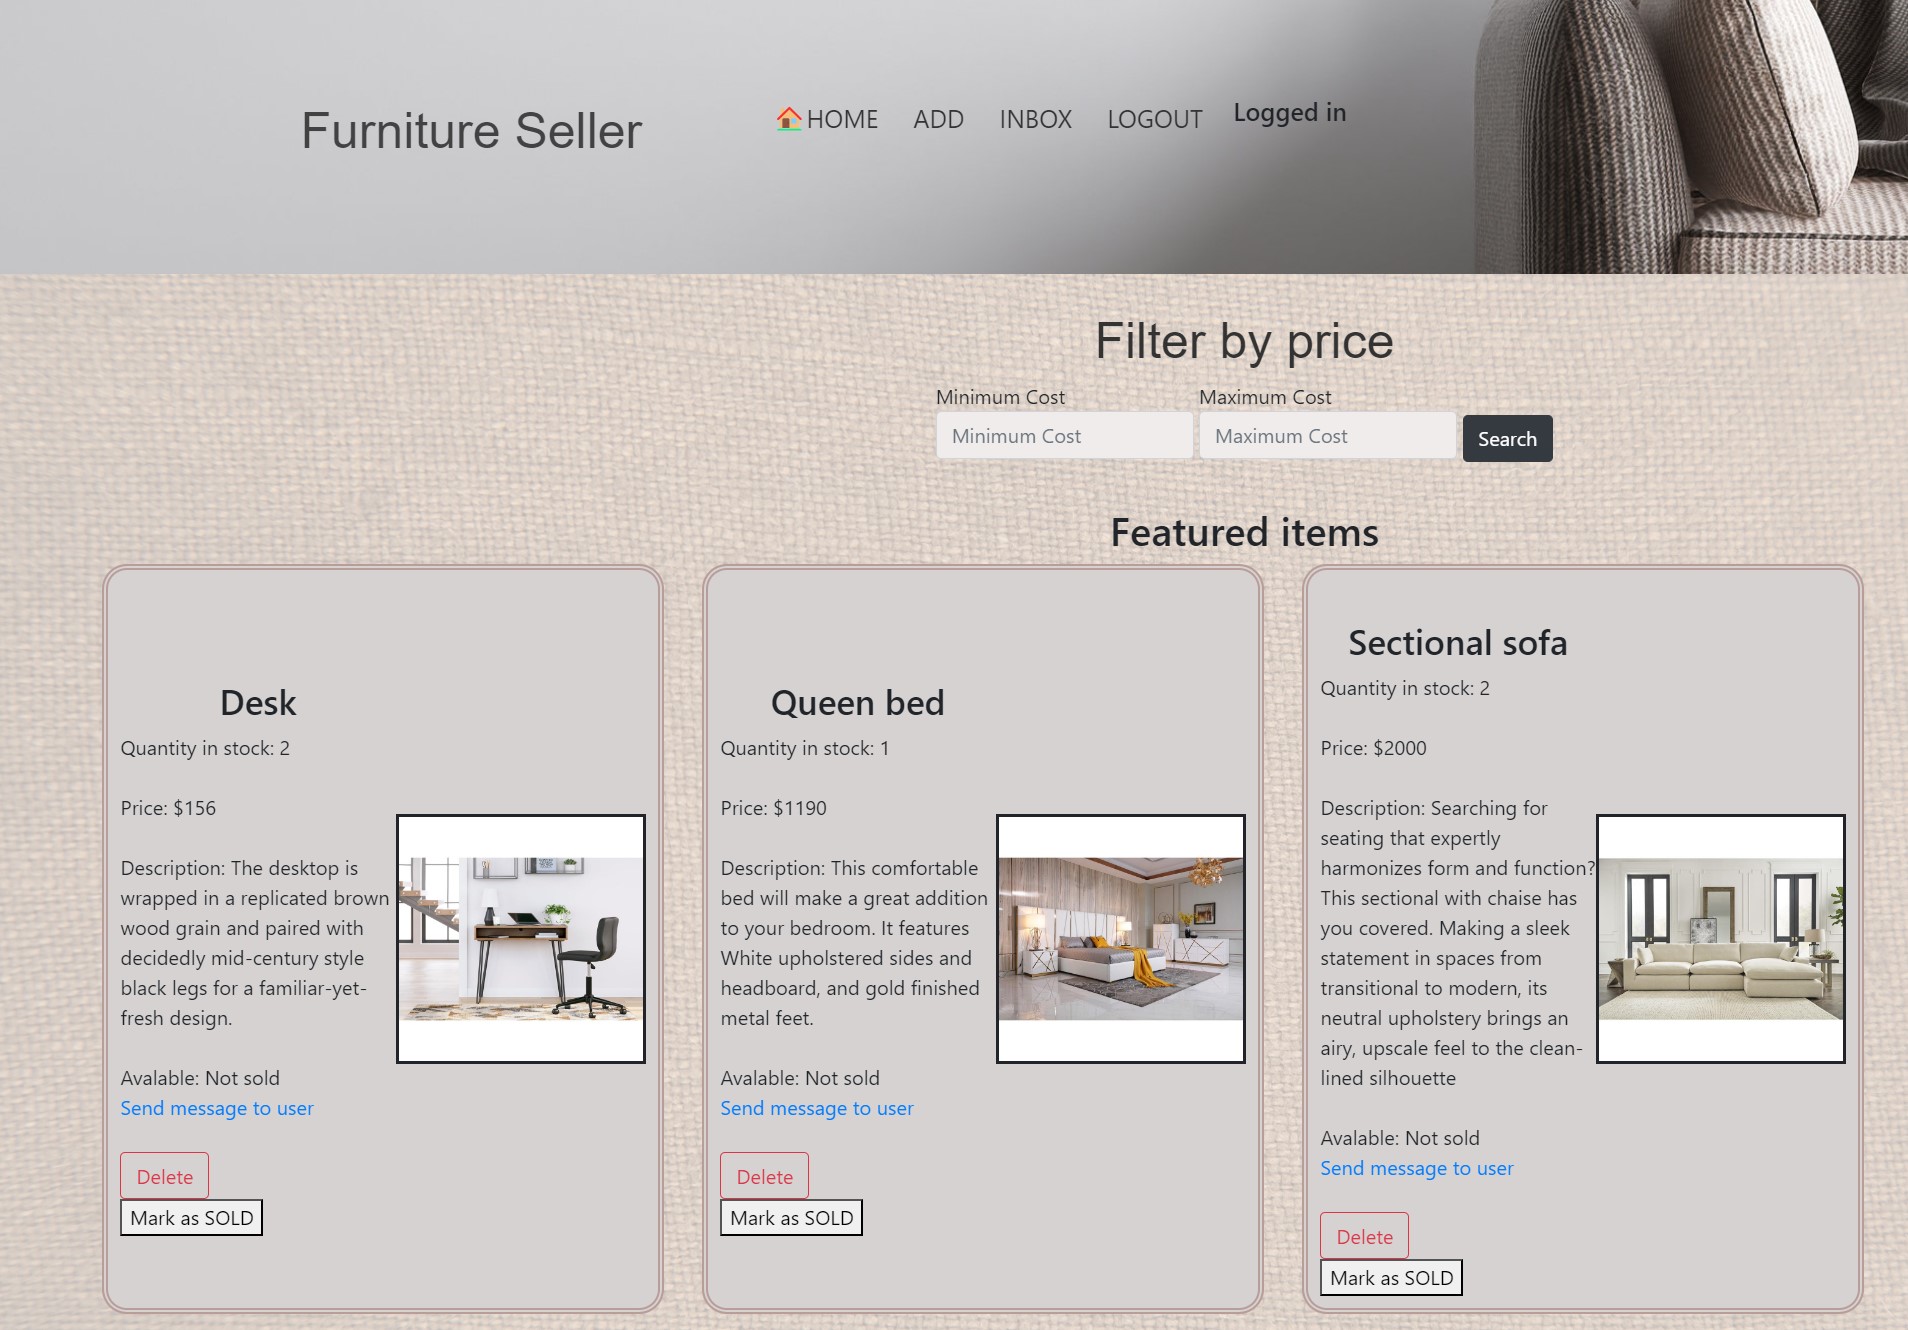 Furniture Seller
HOME ADD INBOX LOGOUT Logged in
Filter by price
Minimum Cost Maximum Cost
Minimum Cost Maximum Cost Search
Featured items
Desk
Quantity in stock: 2
Price: $156
Description: The desktop is
wrapped in a replicated brown
wood grain and paired with
decidedly mid-century style
black legs for a familiar-yet-
fresh design.
Avalable: Not sold
Send message to user
Delete
Mark as SOLD
Queen bed
Quantity in stock: 1
Price: $1190
Description: This comfortable
bed will make a great addition
to your bedroom. It features
White upholstered sides and
headboard, and gold finished
metal feet.
Avalable: Not sold
Send message to user
Delete
Mark as SOLD
Sectional sofa
Quantity in stock: 2
Price: $2000
Description: Searching for
seating that expertly
harmonizes form and function?
This sectional with chaise has
you covered. Making a sleek
statement in spaces from
transitional to modern, its
neutral upholstery brings an
airy, upscale feel to the clean-
lined silhouette
Avalable: Not sold
Send message to user
Delete
Mark as SOLD